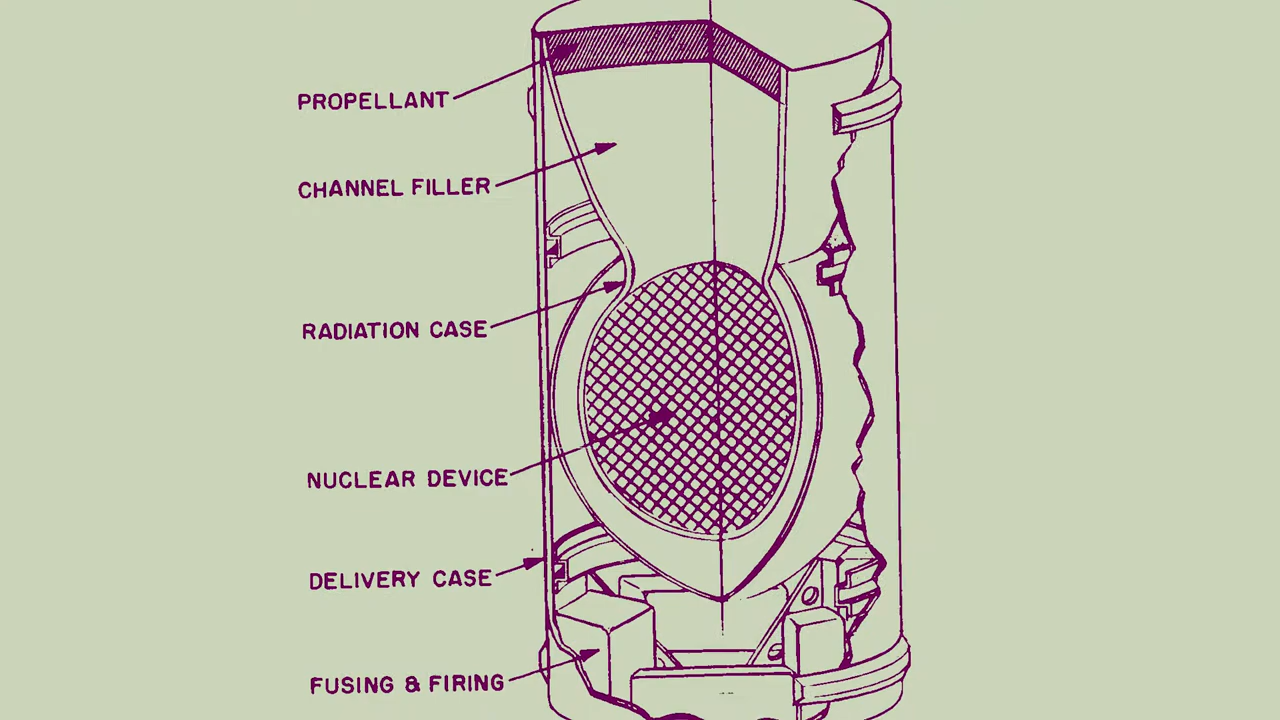 PROPELLANT
CHANNEL FILLER
RADIATION CASE
NUCLEAR DEVICE
DELIVERY CASE
FUSING & FIRING